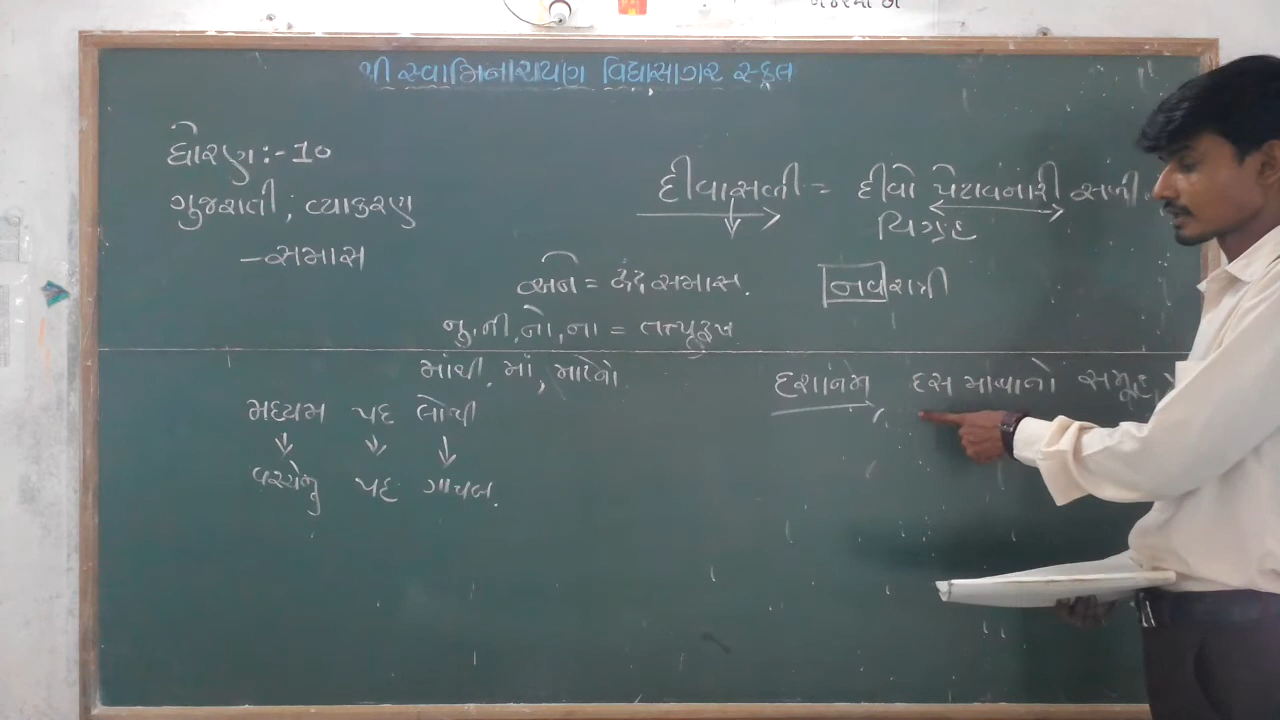 શ્રી સ્વામિનારાયણ વિદ્યાસાગર સ્કૂલ
ધોરણ:-10
ગુજરાતી, વ્યાકરણ
-સમાસ
દીવાસળી = દીવો પેટાવનારી સળી.
વિગ્રહ
અને = દ્વંદ્વ સમાસ.
નવરાત્રી
નુ, ની, નો, ના = તત્પુરુષ
માંથી, માં, માટેનો
દશાનન દસ માથાનો સમૂહ
મધ્યમ પદ લોપી
વચ્ચેનુ પદ ગાયબ.